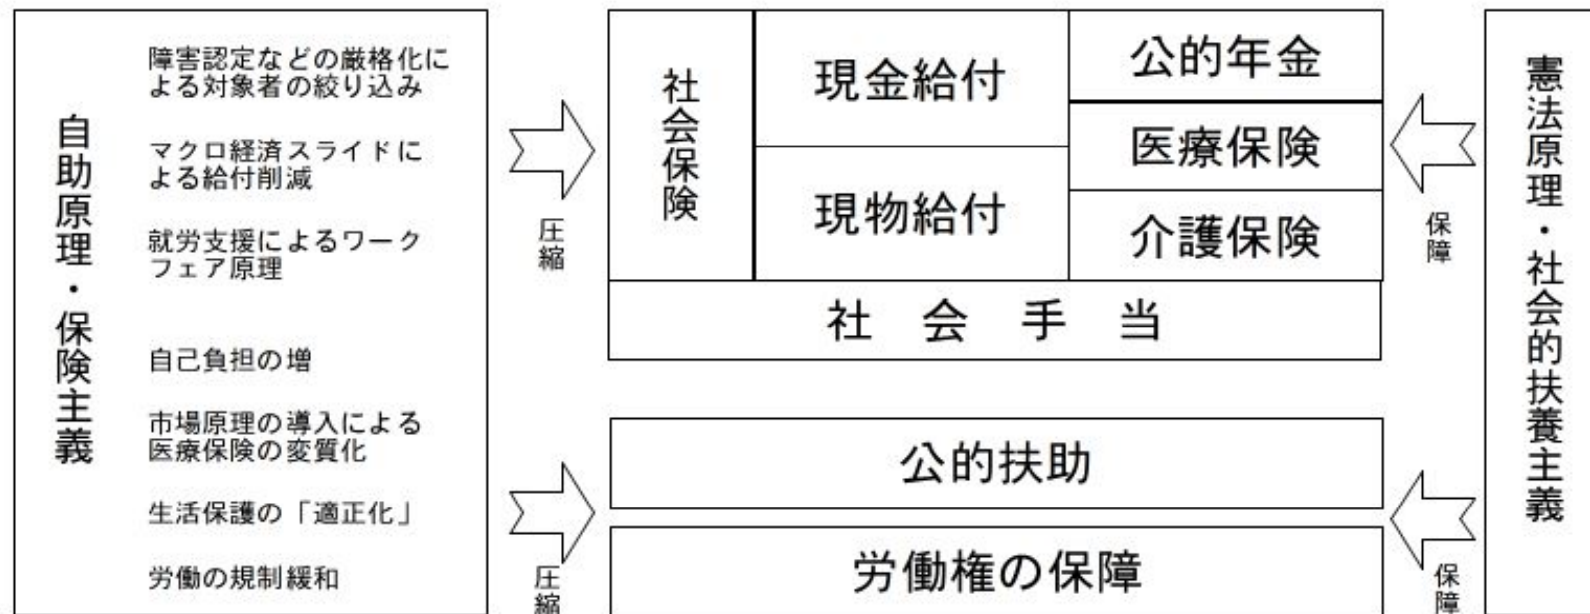 自助原理・保険主義
障害認定などの厳格化に
よる対象者の絞り込み
マクロ経済スライドに
よる給付削減
就労支援によるワーク
フェア原理
自己負担の増
市場原理の導入による
医療保険の変質化
生活保護の「適正化」
労働の規制緩和
圧縮
圧縮
社会保険
現金給付
現物給付
公的年金
医療保険
介護保険
社会手当
公的扶助
労働権の保障
保障
保障
憲法原理・社会的扶養主義